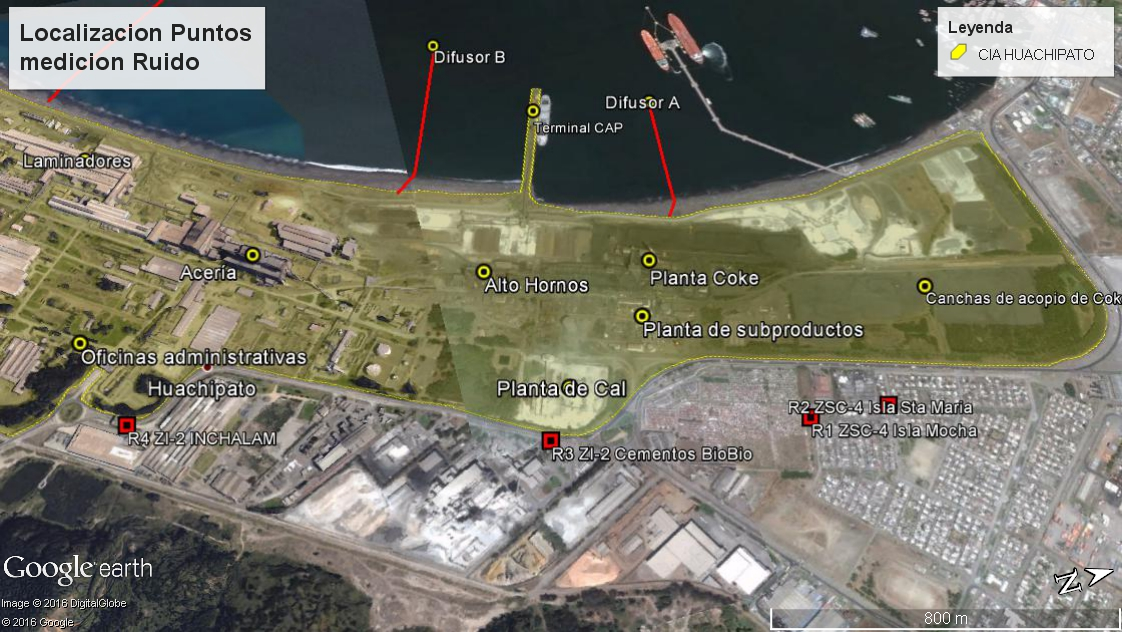 Localizacion Puntos
medicion Ruido
Leyenda
CIA HUACHIPATO
Difusor B
Difusor A
Terminal CAP
Laminadores
Acería
Alto Hornos
Planta Coke
Canchas de acopio de Cok
Planta de subproductos
Oficinas administrativas
Huachipato
Planta de Cal
R2 ZSC-4 Isla Sta Maria
R1 ZSC-4 Isla Mocha
R4 ZI-2 INCHALAM
R3 ZI-2 Cementos BioBio
Google earth
Image © 2016 DigitalGlobe
© 2016 Google
800 m
N